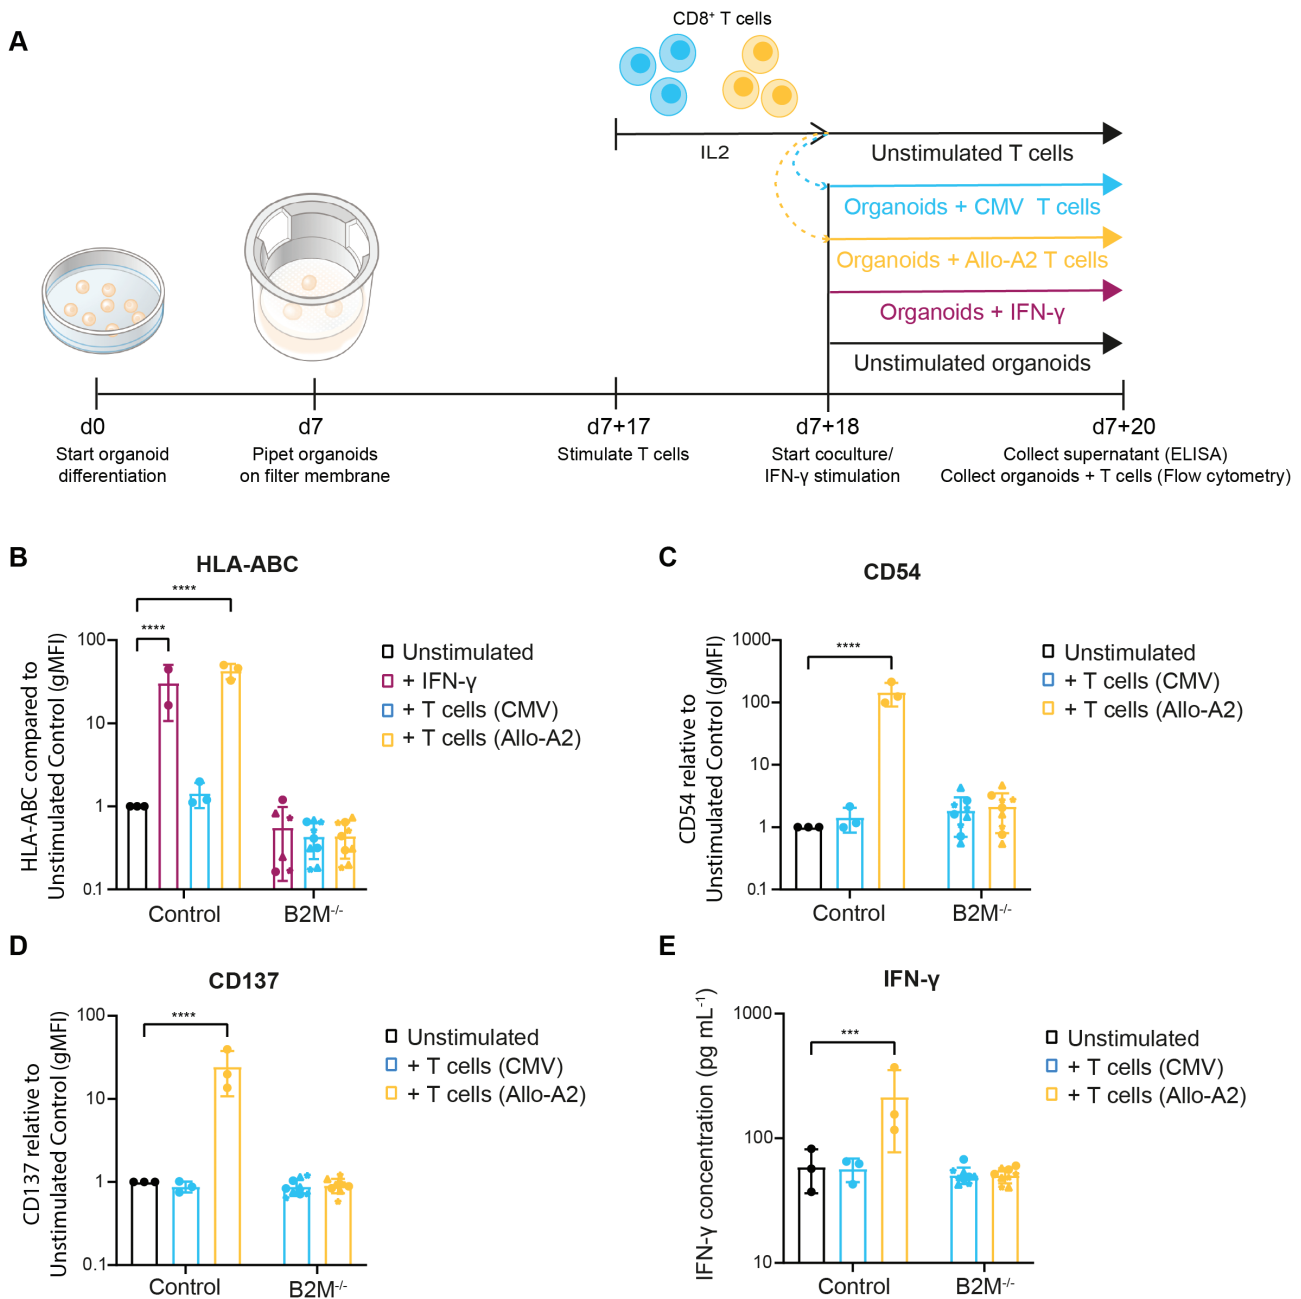 A
CD8⁺ T cells
IL2
Unstimulated T cells
Organoids + CMV T cells
Organoids + Allo-A2 T cells
Organoids + IFN-γ
Unstimulated organoids
d0
Start organoid
differentiation
d7
Pipet organoids
on filter membrane
d7+17
Stimulate T cells
d7+18
Start coculture/
IFN-γ stimulation
d7+20
Collect supernatant (ELISA)
Collect organoids + T cells (Flow cytometry)
B
HLA-ABC
HLA-ABC compared to
Unstimulated Control (gMFI)
100
10
1
0.1
****
****
Control
B2M⁻/⁻
Unstimulated
+ IFN-γ
+ T cells (CMV)
+ T cells (Allo-A2)
C
CD54
CD54 relative to
Unstimulated Control (gMFI)
1000
100
10
1
0.1
****
Control
B2M⁻/⁻
Unstimulated
+ T cells (CMV)
+ T cells (Allo-A2)
D
CD137
CD137 relative to
Unstimulated Control (gMFI)
100
10
1
0.1
****
Control
B2M⁻/⁻
Unstimulated
+ T cells (CMV)
+ T cells (Allo-A2)
E
IFN-γ
IFN-γ concentration (pg mL⁻¹)
1000
100
10
***
Control
B2M⁻/⁻
Unstimulated
+ T cells (CMV)
+ T cells (Allo-A2)